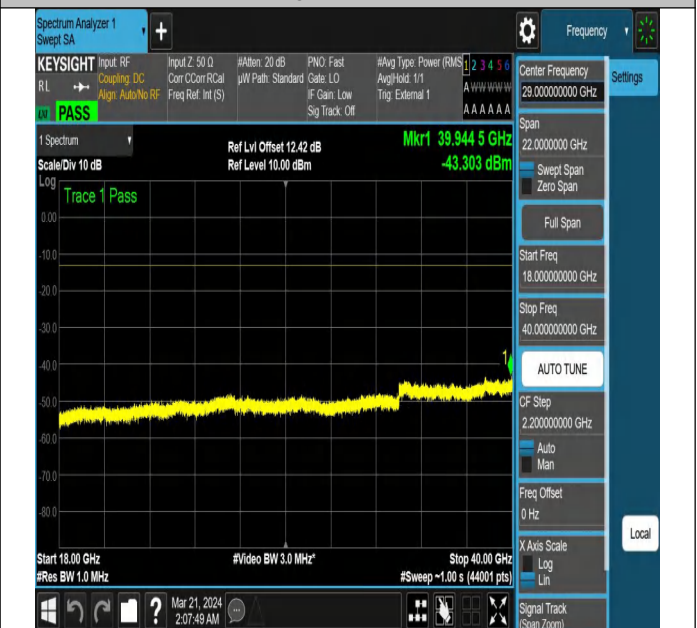 Spectrum Analyzer 1
Swept SA
+
Frequency
KEYSIGHT
RL
PASS
Input: RF
Coupling: DC
Align: Auto/No RF
Input Z: 50 Ω
Corr CCorr RCal
Freq Ref: Int (S)
#Atten: 20 dB
µW Path: Standard
PNO: Fast
Gate: LO
IF Gain: Low
Sig Track: Off
#Avg Type: Power (RMS
Avg|Hold: 1/1
Trig: External 1
1 2 3 4 5 6
A W W W W W
A A A A A A
Center Frequency
29.000000000 GHz
Settings
1 Spectrum
Scale/Div 10 dB
Ref Lvl Offset 12.42 dB
Ref Level 10.00 dBm
Mkr1 39.944 5 GHz
-43.303 dBm
Span
22.0000000 GHz
Swept Span
Zero Span
Full Span
Start Freq
18.000000000 GHz
Stop Freq
40.000000000 GHz
AUTO TUNE
CF Step
2.200000000 GHz
Auto
Man
Freq Offset
0 Hz
X Axis Scale
Log
Lin
Signal Track
(Span Zoom)
Local
Log
Trace 1 Pass
0.00
-10.0
-20.0
-30.0
-40.0
-50.0
-60.0
-70.0
-80.0
1
Start 18.00 GHz
#Res BW 1.0 MHz
#Video BW 3.0 MHz*
Stop 40.00 GHz
#Sweep ~1.00 s (44001 pts)
?
Mar 21, 2024
2:07:49 AM